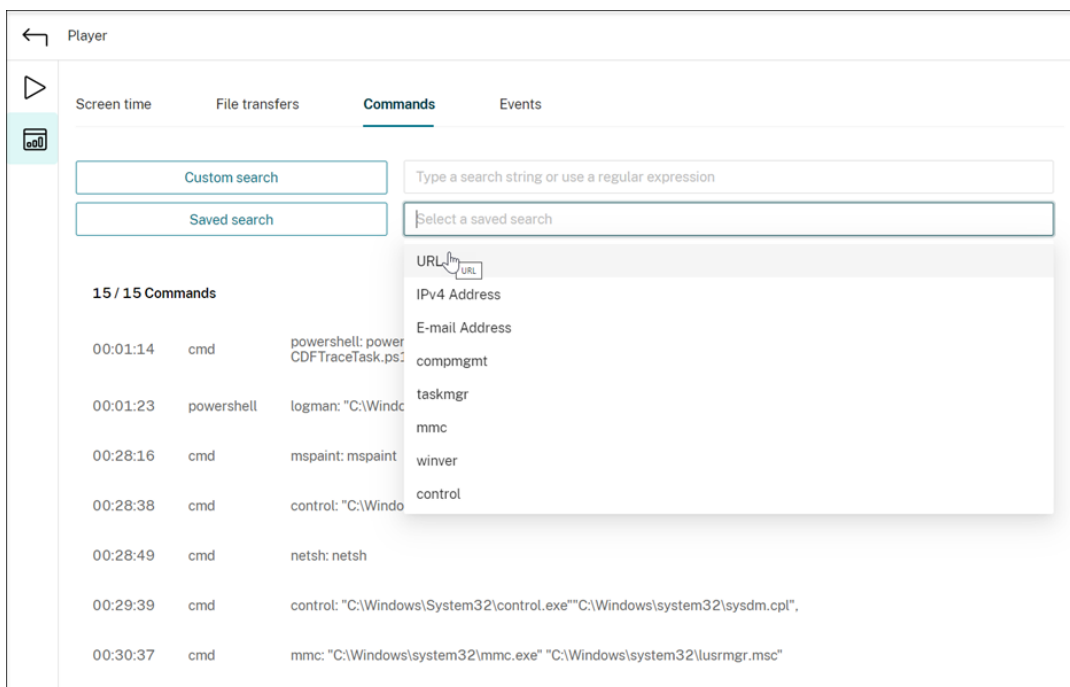 Player
Screen time File transfers Commands Events
Custom search Type a search string or use a regular expression
Saved search Select a saved search
URL
URL
IPv4 Address
E-mail Address
compmgmt
taskmgr
mmc
winver
control
15 / 15 Commands
00:01:14 cmd powershell: power
CDFTraceTask.ps1
00:01:23 powershell logman: "C:\Windo
00:28:16 cmd mspaint: mspaint
00:28:38 cmd control: "C:\Windo
00:28:49 cmd netsh: netsh
00:29:39 cmd control: "C:\Windows\System32\control.exe""C:\Windows\system32\sysdm.cpl",
00:30:37 cmd mmc: "C:\Windows\system32\mmc.exe" "C:\Windows\system32\lusrmgr.msc"